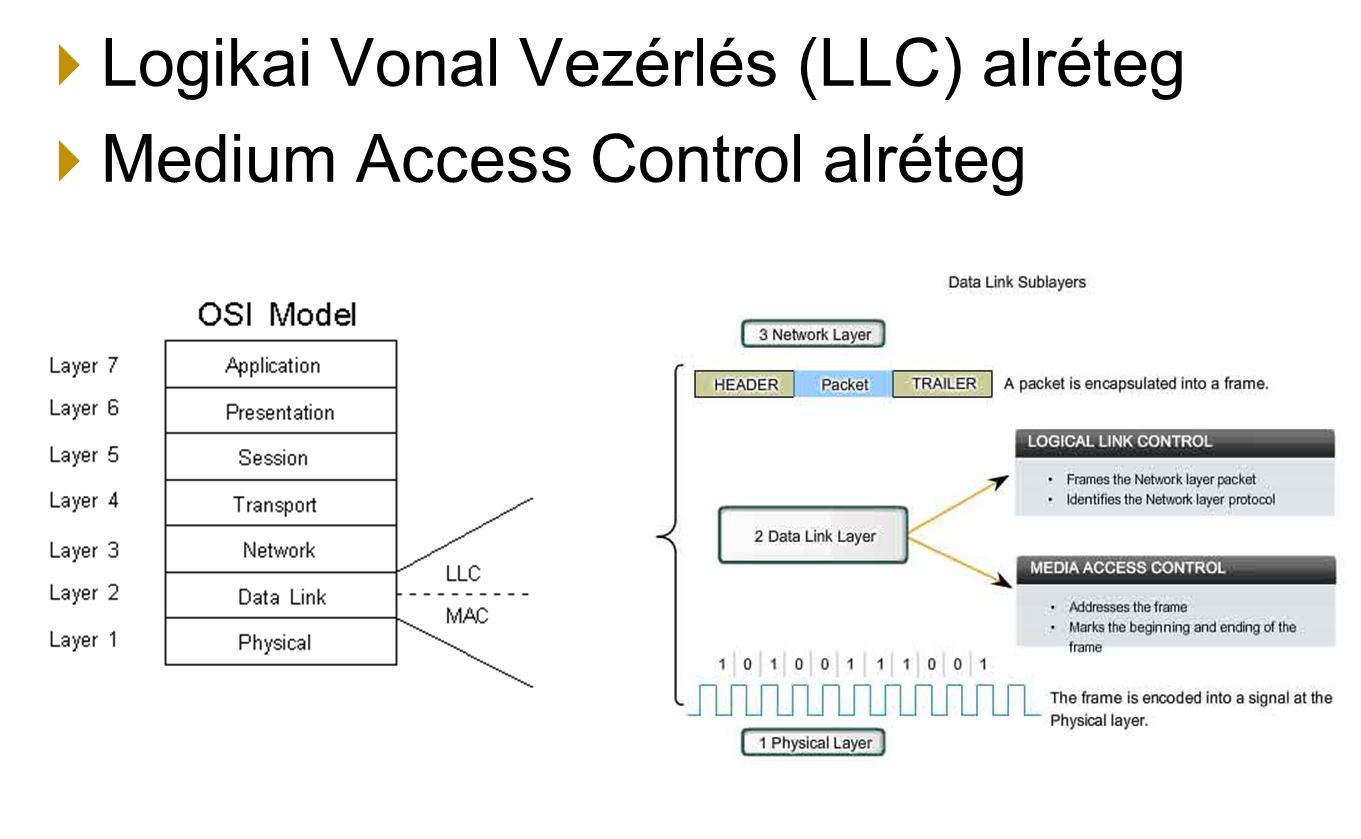 Logikai Vonal Vezérlés (LLC) alréteg
Medium Access Control alréteg
OSI Model
Layer 7 Application
Layer 6 Presentation
Layer 5 Session
Layer 4 Transport
Layer 3 Network
Layer 2 Data Link
Layer 1 Physical
LLC
MAC
Data Link Sublayers
3 Network Layer
HEADER Packet TRAILER A packet is encapsulated into a frame.
LOGICAL LINK CONTROL
• Frames the Network layer packet
• Identifies the Network layer protocol
2 Data Link Layer
MEDIA ACCESS CONTROL
• Addresses the frame
• Marks the beginning and ending of the
frame
1 0 1 0 0 1 1 1 0 0 1
The frame is encoded into a signal at the
Physical layer.
1 Physical Layer